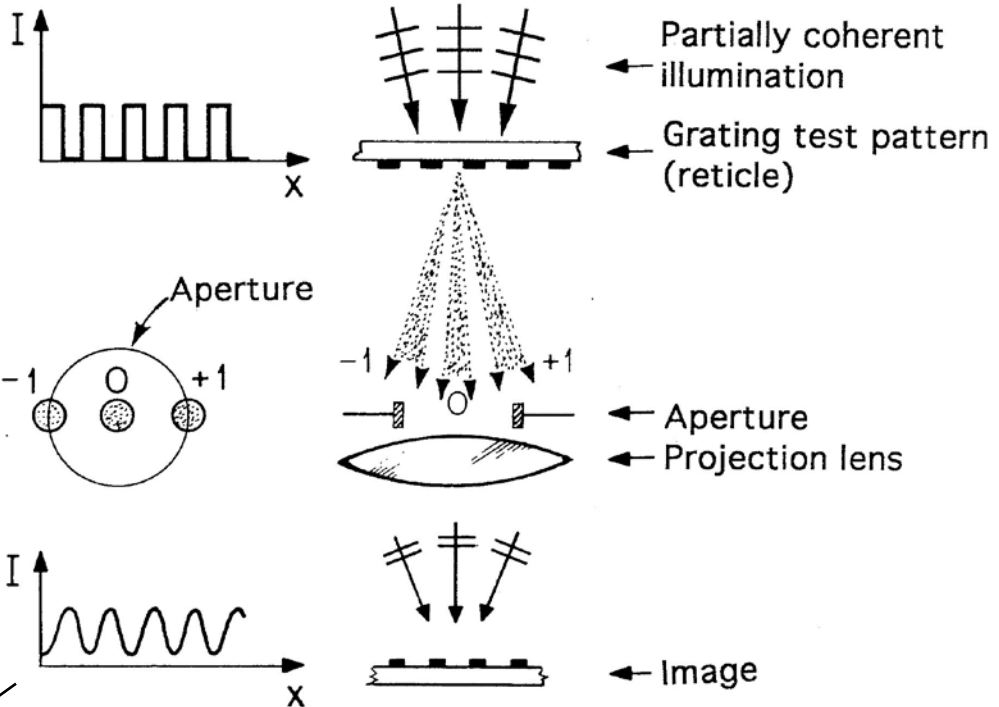 I
X
Partially coherent
illumination
Grating test pattern
(reticle)
Aperture
-1
O
+1
-1
O
+1
Aperture
Projection lens
I
X
Image